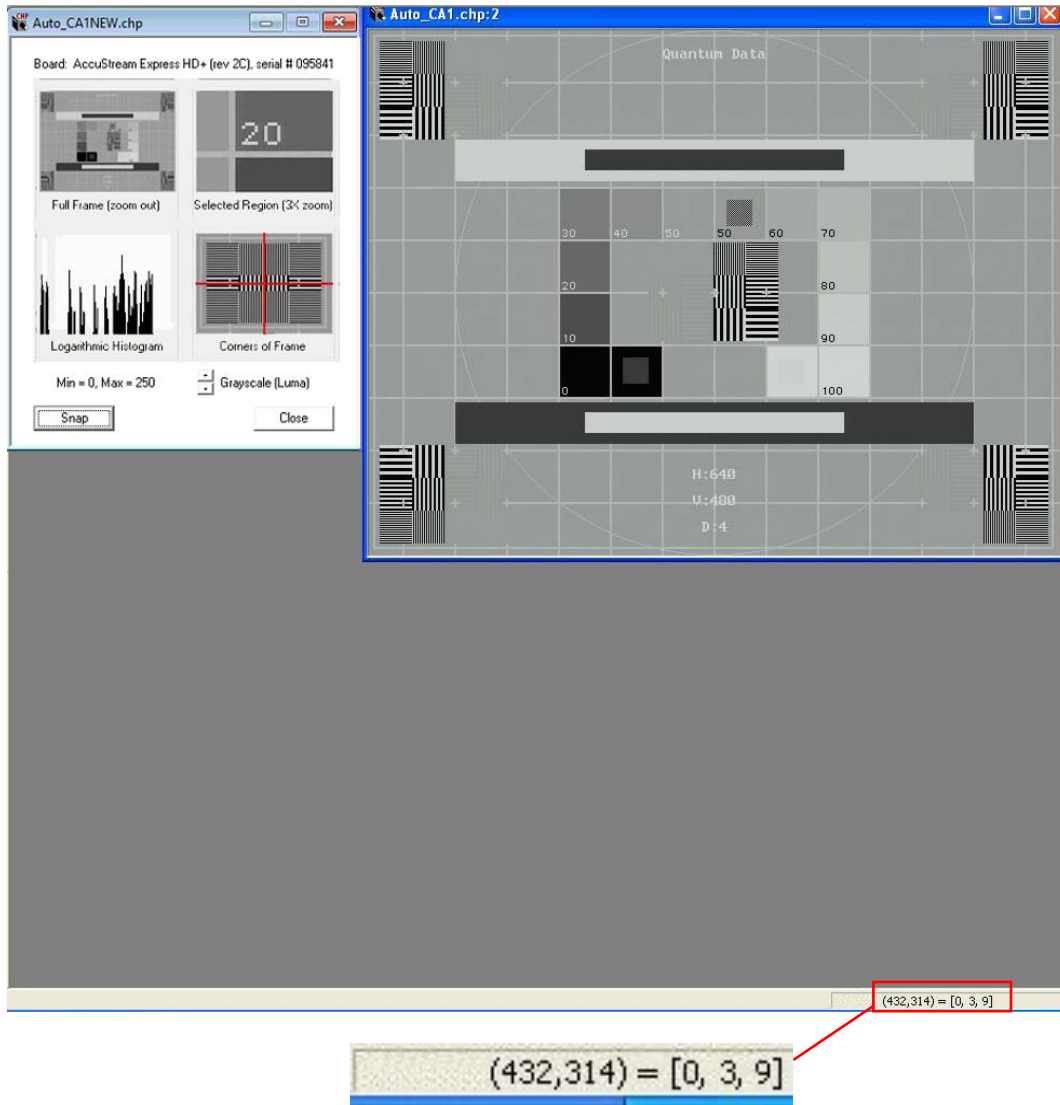 Auto_CA1NEW.chp
Board: AccuStream Express HD+ (rev 2C), serial # 095841
20
Full Frame (zoom out)
Selected Region (3X zoom)
Logarithmic Histogram
Corners of Frame
Min = 0, Max = 250
Grayscale (Luma)
Snap
Close
Auto_CA1.chp:2
Quantum Data
30 40 50 50 60 70
20 80
10 90
0 100
H:640
V:480
D:4
(432,314) = [0, 3, 9]
(432,314) = [0, 3, 9]